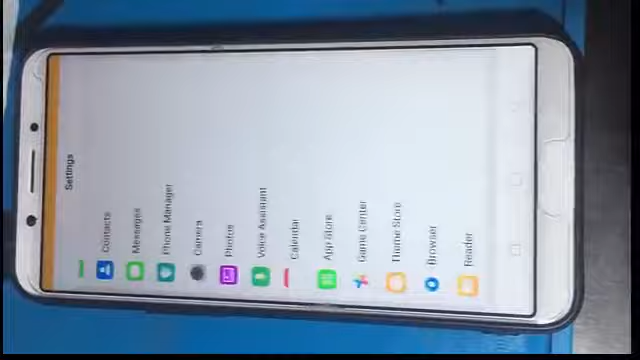 Settings
Contacts
Messages
Phone Manager
Camera
Photos
Voice Assistant
Calendar
App Store
Game Center
Theme Store
Browser
Reader